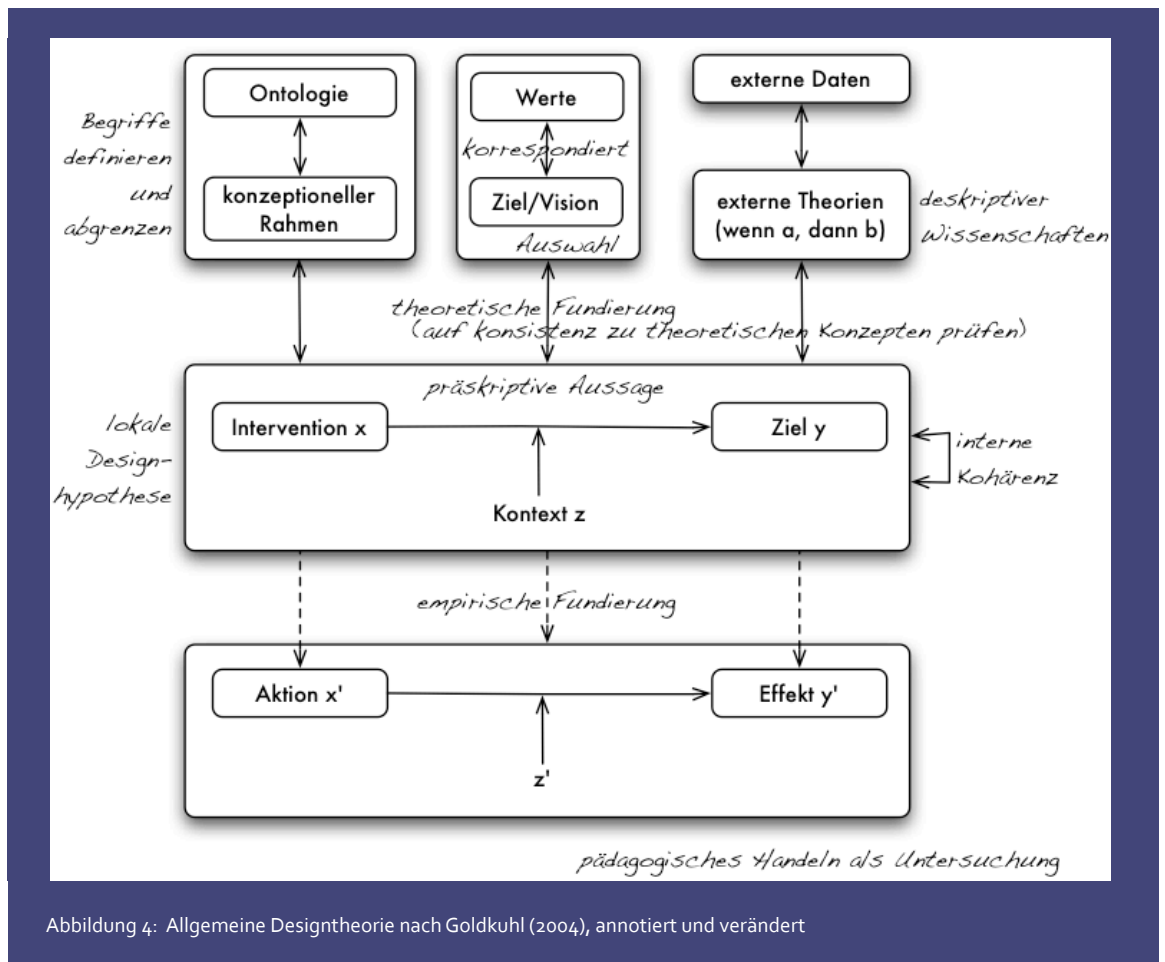 Ontologie
konzeptioneller
Rahmen
Begriffe
definieren
und
abgrenzen
Werte
korrespondiert
Ziel/Vision
Auswahl
externe Daten
externe Theorien
(wenn a, dann b)
deskriptiver
Wissenschaften
theoretische Fundierung
(auf konsistenz zu theoretischen Konzepten prüfen)
präskriptive Aussage
lokale
Design-
hypothese
Intervention x
Ziel y
Kontext z
interne
Kohärenz
empirische Fundierung
Aktion x'
Effekt y'
z'
pädagogisches Handeln als Untersuchung
Abbildung 4: Allgemeine Designtheorie nach Goldkuhl (2004), annotiert und verändert